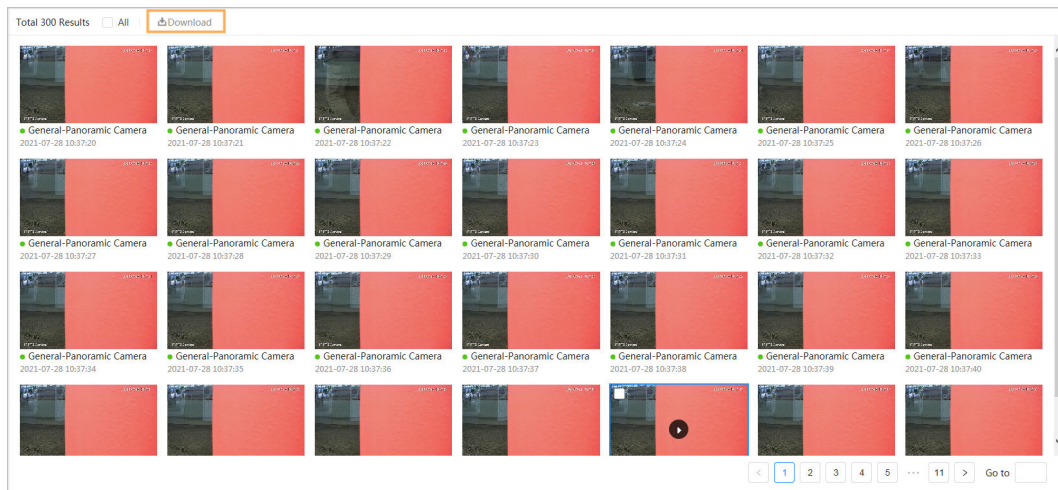 Total 300 Results All Download
General-Panoramic Camera General-Panoramic Camera General-Panoramic Camera General-Panoramic Camera General-Panoramic Camera General-Panoramic Camera General-Panoramic Camera
2021-07-28 10:37:20 2021-07-28 10:37:21 2021-07-28 10:37:22 2021-07-28 10:37:23 2021-07-28 10:37:24 2021-07-28 10:37:25 2021-07-28 10:37:26
General-Panoramic Camera General-Panoramic Camera General-Panoramic Camera General-Panoramic Camera General-Panoramic Camera General-Panoramic Camera General-Panoramic Camera
2021-07-28 10:37:27 2021-07-28 10:37:28 2021-07-28 10:37:29 2021-07-28 10:37:30 2021-07-28 10:37:31 2021-07-28 10:37:32 2021-07-28 10:37:33
General-Panoramic Camera General-Panoramic Camera General-Panoramic Camera General-Panoramic Camera General-Panoramic Camera General-Panoramic Camera General-Panoramic Camera
2021-07-28 10:37:34 2021-07-28 10:37:35 2021-07-28 10:37:36 2021-07-28 10:37:37 2021-07-28 10:37:38 2021-07-28 10:37:39 2021-07-28 10:37:40
< 1 2 3 4 5 ··· 11 > Go to